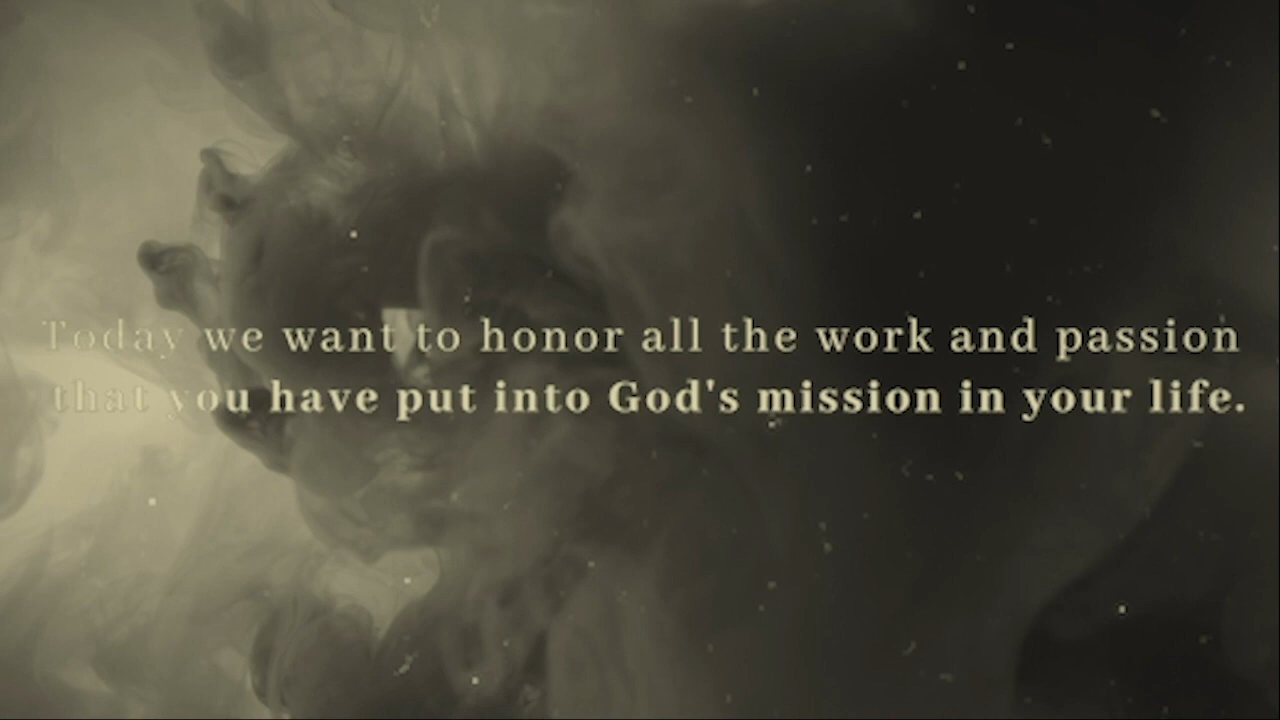 Today we want to honor all the work and passion
that you have put into God's mission in your life.